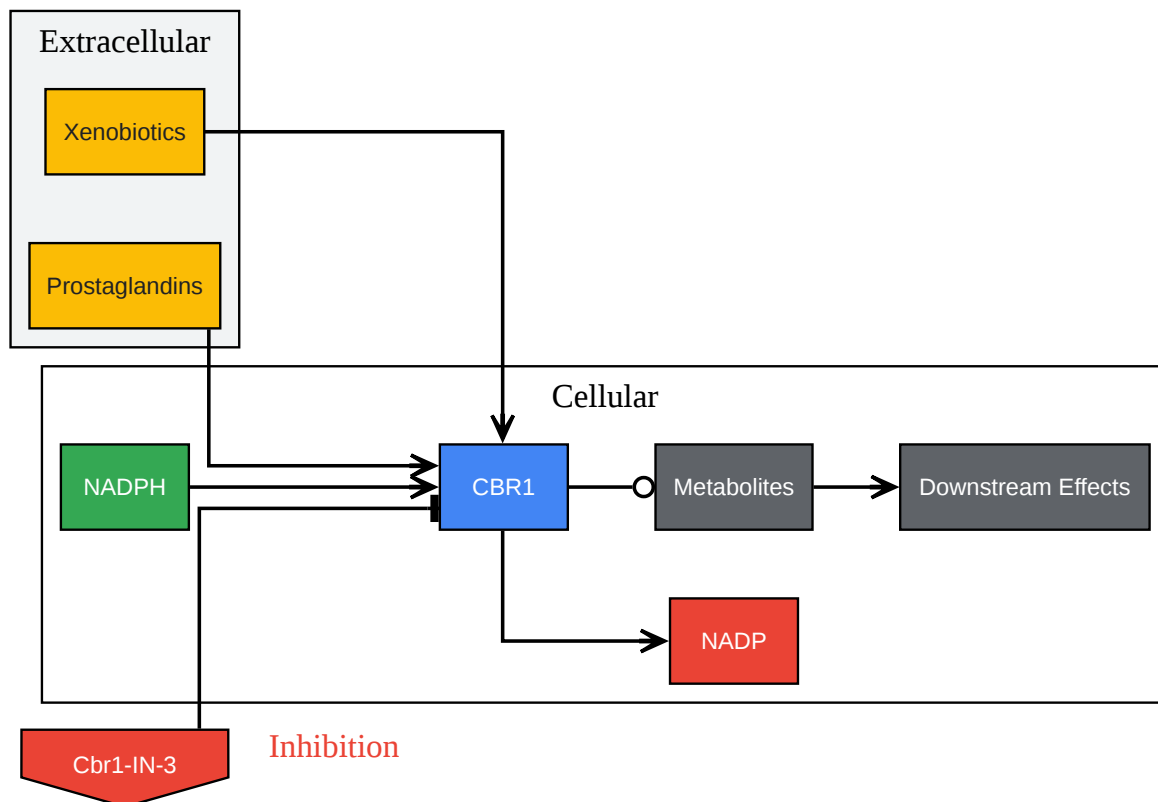 Extracellular
Xenobiotics
Prostaglandins
Cellular
NADPH
CBR1
Metabolites
Downstream Effects
NADP
Cbr1-IN-3
Inhibition